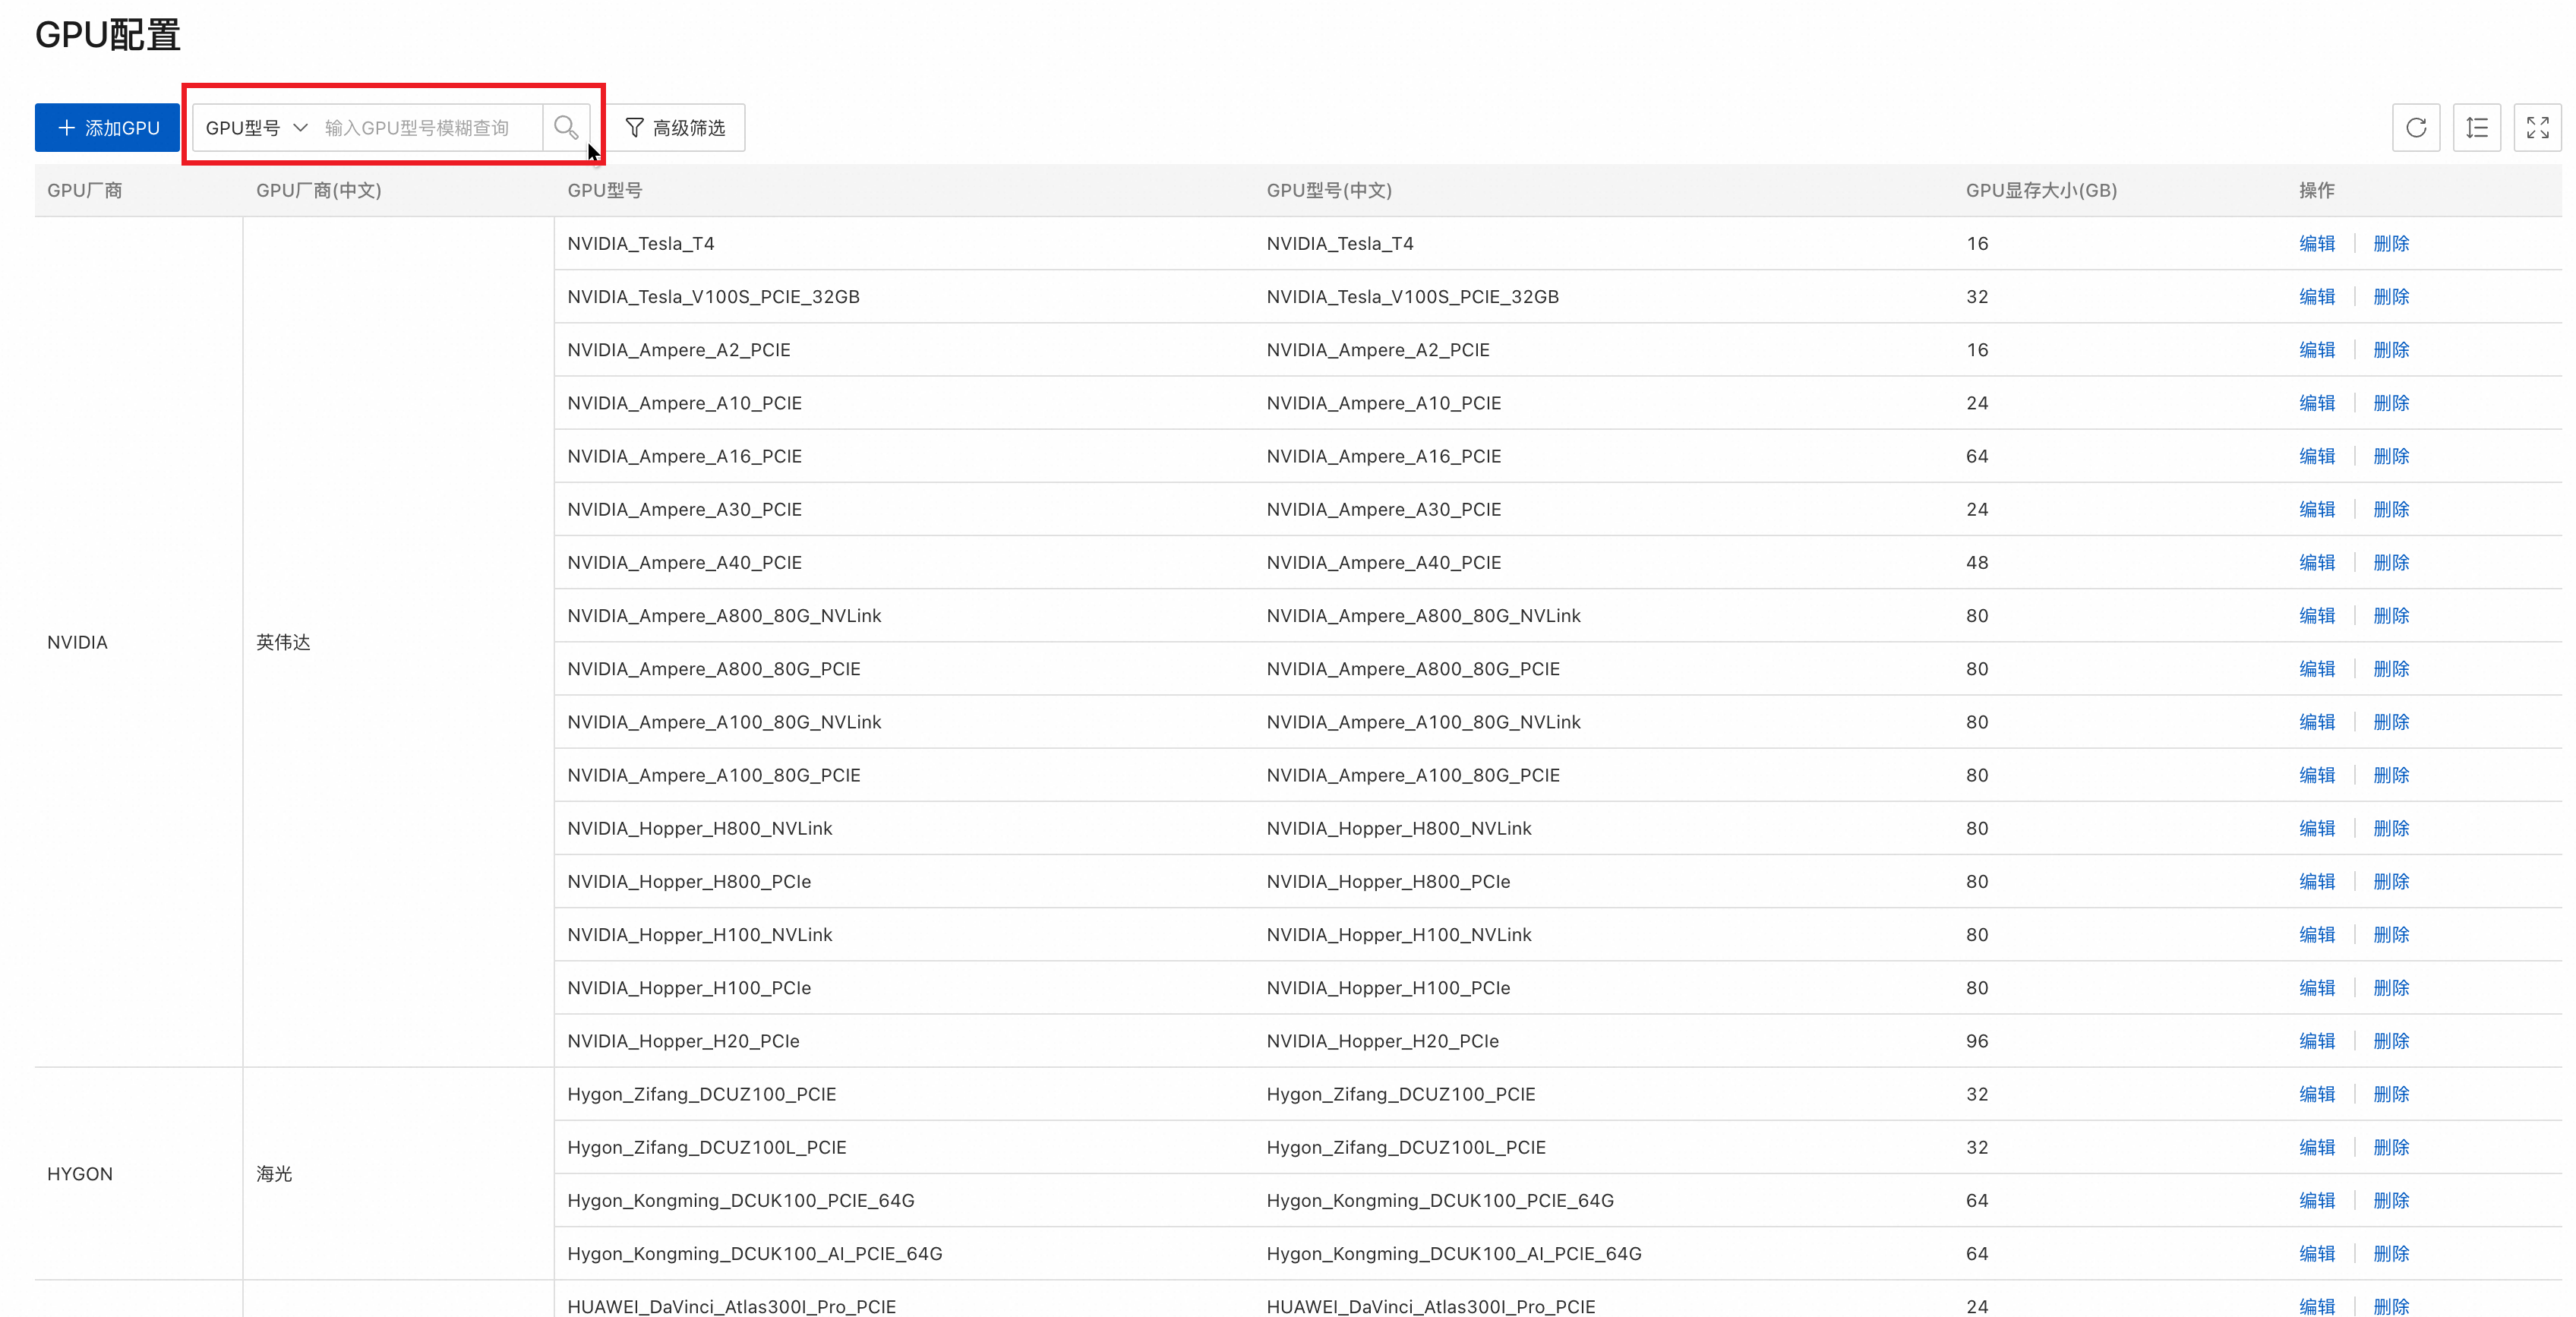 GPU配置
添加GPU GPU型号 输入GPU型号模糊查询 高级筛选
GPU厂商 GPU厂商(中文) GPU型号 GPU型号(中文) GPU显存大小(GB) 操作
NVIDIA_Tesla_T4 NVIDIA_Tesla_T4 16 编辑 删除
NVIDIA_Tesla_V100S_PCIE_32GB NVIDIA_Tesla_V100S_PCIE_32GB 32 编辑 删除
NVIDIA_Ampere_A2_PCIE NVIDIA_Ampere_A2_PCIE 16 编辑 删除
NVIDIA_Ampere_A10_PCIE NVIDIA_Ampere_A10_PCIE 24 编辑 删除
NVIDIA_Ampere_A16_PCIE NVIDIA_Ampere_A16_PCIE 64 编辑 删除
NVIDIA_Ampere_A30_PCIE NVIDIA_Ampere_A30_PCIE 24 编辑 删除
NVIDIA_Ampere_A40_PCIE NVIDIA_Ampere_A40_PCIE 48 编辑 删除
NVIDIA_Ampere_A800_80G_NVLink NVIDIA_Ampere_A800_80G_NVLink 80 编辑 删除
NVIDIA 英伟达
NVIDIA_Ampere_A800_80G_PCIE NVIDIA_Ampere_A800_80G_PCIE 80 编辑 删除
NVIDIA_Ampere_A100_80G_NVLink NVIDIA_Ampere_A100_80G_NVLink 80 编辑 删除
NVIDIA_Ampere_A100_80G_PCIE NVIDIA_Ampere_A100_80G_PCIE 80 编辑 删除
NVIDIA_Hopper_H800_NVLink NVIDIA_Hopper_H800_NVLink 80 编辑 删除
NVIDIA_Hopper_H800_PCIe NVIDIA_Hopper_H800_PCIe 80 编辑 删除
NVIDIA_Hopper_H100_NVLink NVIDIA_Hopper_H100_NVLink 80 编辑 删除
NVIDIA_Hopper_H100_PCIe NVIDIA_Hopper_H100_PCIe 80 编辑 删除
NVIDIA_Hopper_H20_PCIe NVIDIA_Hopper_H20_PCIe 96 编辑 删除
Hygon_Zifang_DCUZ100_PCIE Hygon_Zifang_DCUZ100_PCIE 32 编辑 删除
Hygon_Zifang_DCUZ100L_PCIE Hygon_Zifang_DCUZ100L_PCIE 32 编辑 删除
HYGON 海光
Hygon_Kongming_DCUK100_PCIE_64G Hygon_Kongming_DCUK100_PCIE_64G 64 编辑 删除
Hygon_Kongming_DCUK100_AI_PCIE_64G Hygon_Kongming_DCUK100_AI_PCIE_64G 64 编辑 删除
HUAWEI_DaVinci_Atlas300I_Pro_PCIE HUAWEI_DaVinci_Atlas300I_Pro_PCIE 24 编辑 删除